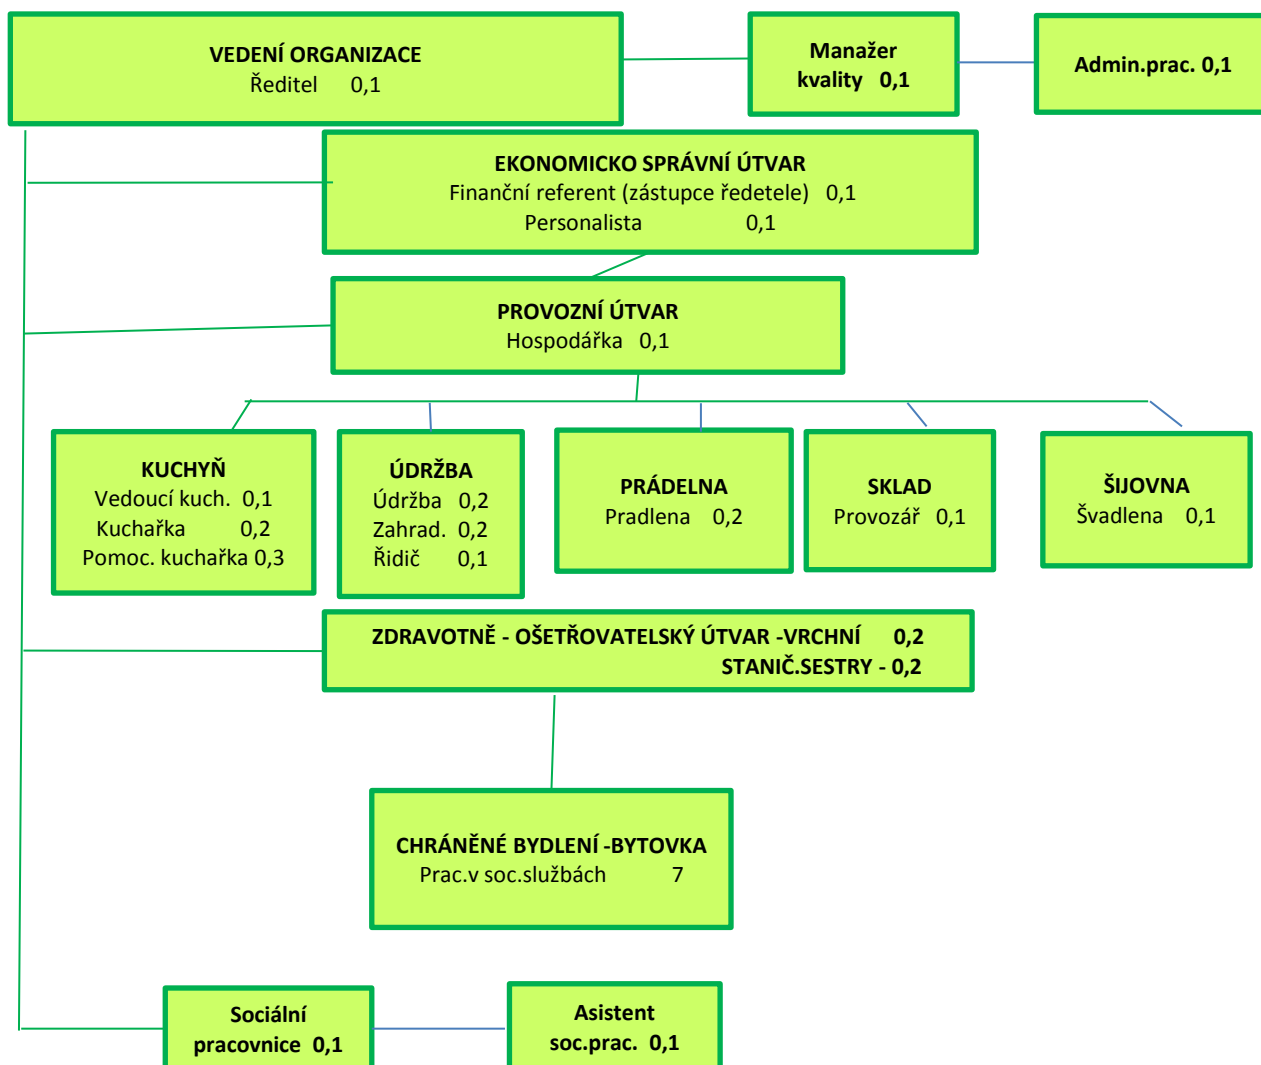 VEDENÍ ORGANIZACE
Ředitel 0,1
Manažer
kvality 0,1
Admin.prac. 0,1
EKONOMICKO SPRÁVNÍ ÚTVAR
Finanční referent (zástupce ředetele) 0,1
Personalista 0,1
PROVOZNÍ ÚTVAR
Hospodářka 0,1
KUCHYŇ
Vedoucí kuch. 0,1
Kuchařka 0,2
Pomoc. kuchařka 0,3
ÚDRŽBA
Údržba 0,2
Zahrad. 0,2
Řidič 0,1
PRÁDELNA
Pradlena 0,2
SKLAD
Provozář 0,1
ŠIJOVNA
Švadlena 0,1
ZDRAVOTNĚ - OŠETŘOVATELSKÝ ÚTVAR -VRCHNÍ 0,2
STANIČ.SESTRY - 0,2
CHRÁNĚNÉ BYDLENÍ -BYTOVKA
Prac.v soc.službách 7
Sociální
pracovnice 0,1
Asistent
soc.prac. 0,1